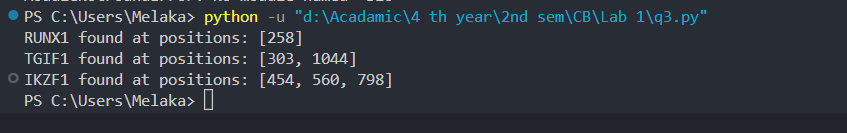 PS C:\Users\Melaka> python -u "d:\Acadamic\4 th year\2nd sem\CB\Lab 1\q3.py"
RUNX1 found at positions: [258]
TGIF1 found at positions: [303, 1044]
IKZF1 found at positions: [454, 560, 798]
PS C:\Users\Melaka>